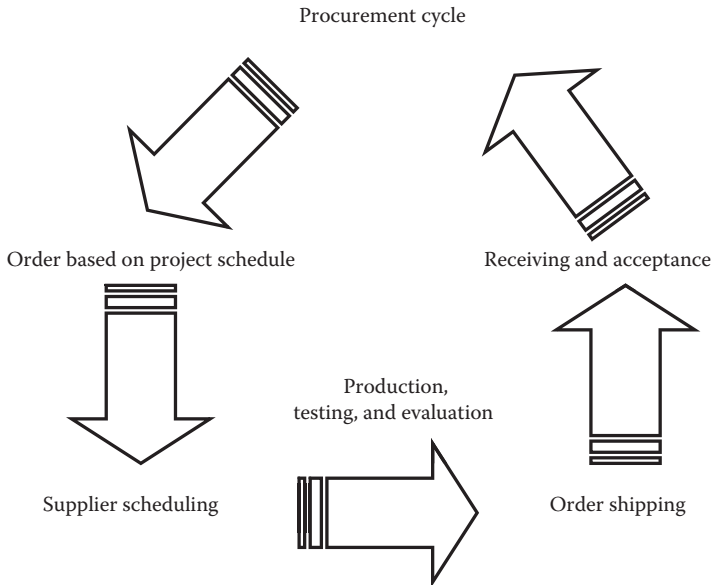 Procurement cycle
Order based on project schedule
Receiving and acceptance
Production,
testing, and evaluation
Supplier scheduling
Order shipping